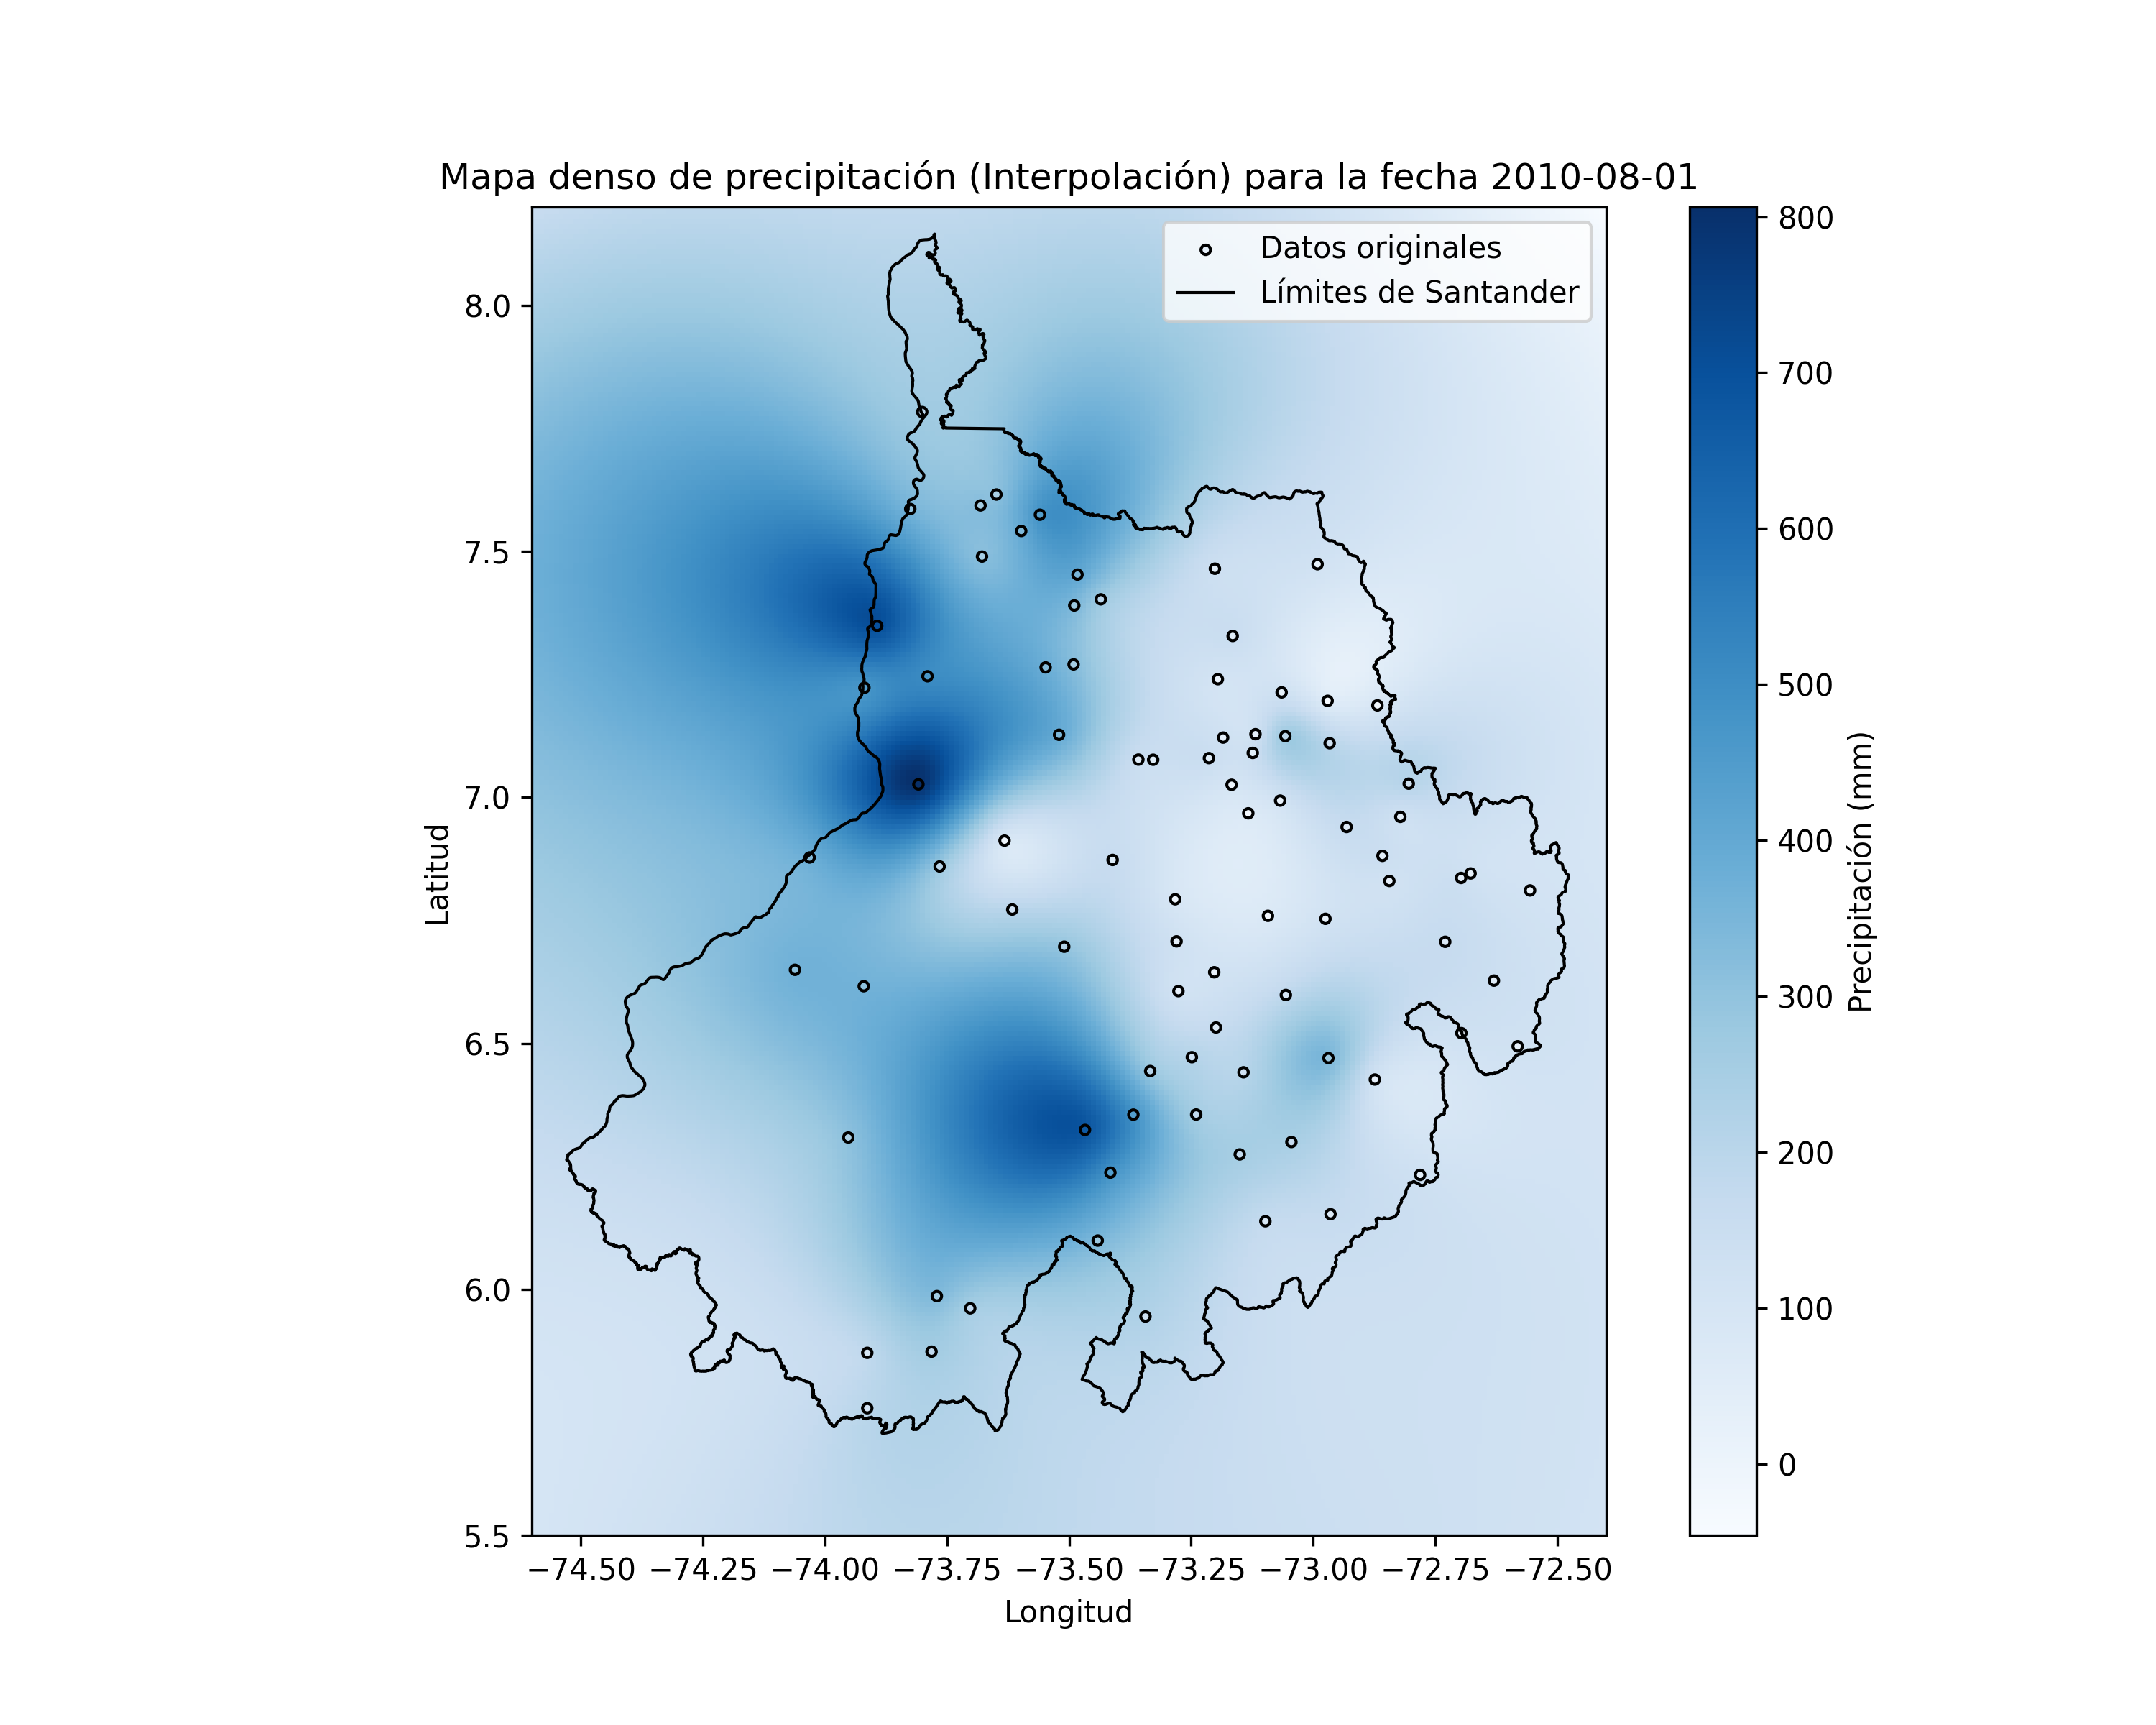 Mapa denso de precipitación (Interpolación) para la fecha 2010-08-01
Datos originales
Límites de Santander
8.0
7.5
7.0
6.5
6.0
5.5
Latitud
−74.50 −74.25 −74.00 −73.75 −73.50 −73.25 −73.00 −72.75 −72.50
Longitud
800
700
600
500
400
300
200
100
0
Precipitación (mm)